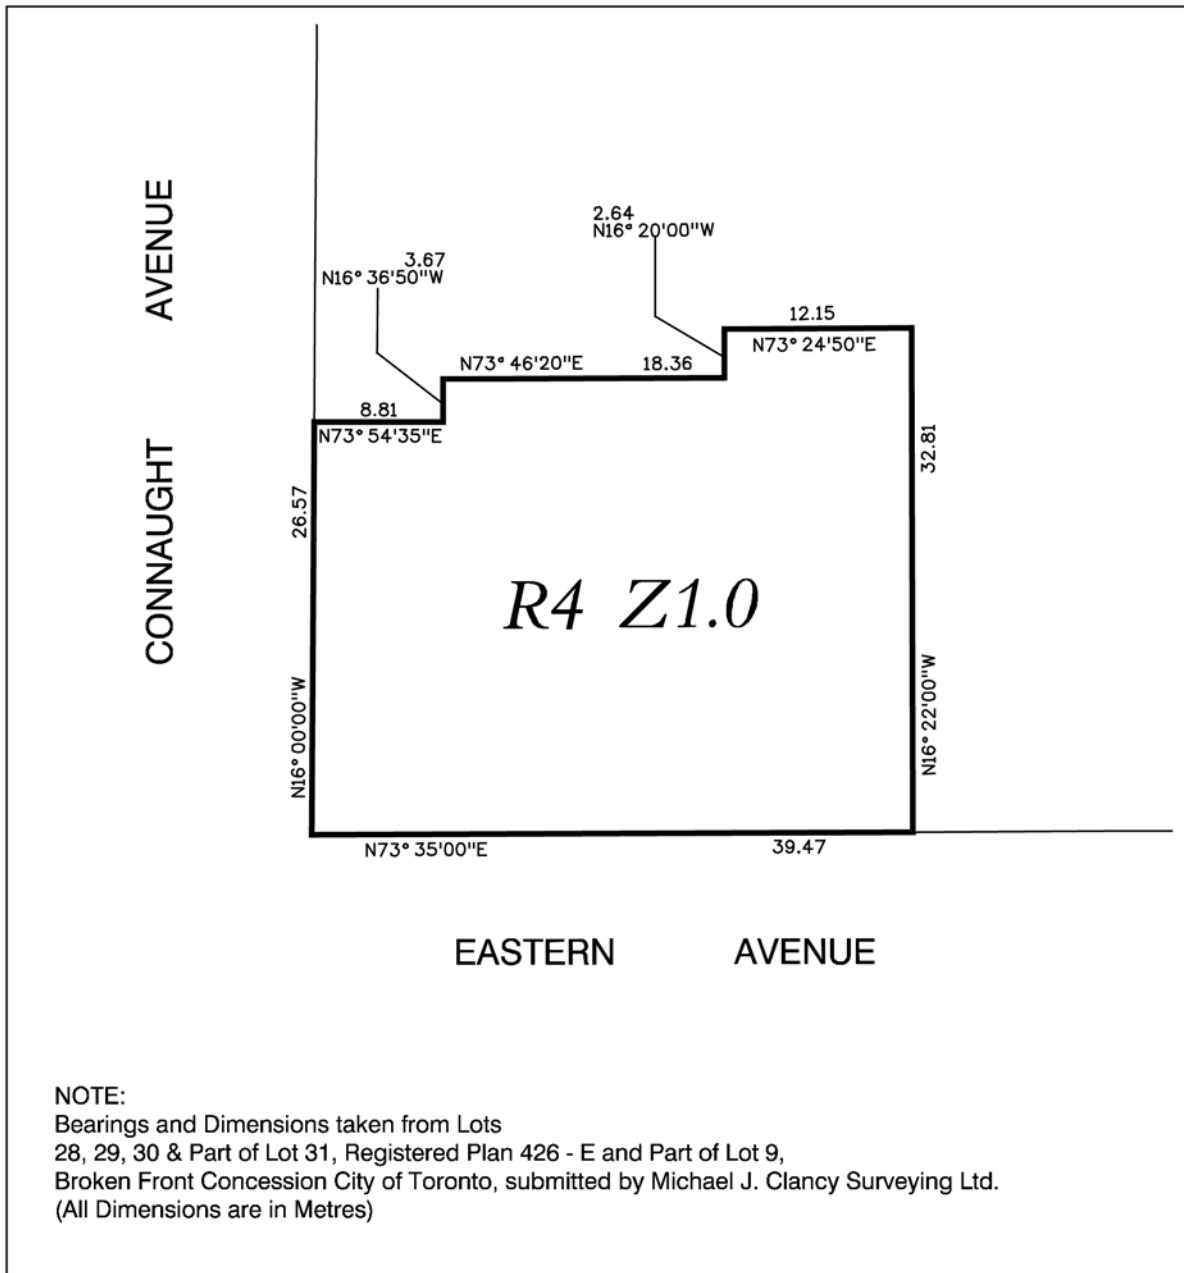 2.64
N16° 20'00"W
3.67
N16° 36'50"W
12.15
N73° 24'50"E
N73° 46'20"E 18.36
8.81
N73° 54'35"E
CONNAUGHT AVENUE
26.57
N16° 00'00"W
32.81
N16° 22'00"W
R4 Z1.0
N73° 35'00"E 39.47
EASTERN AVENUE
NOTE:
Bearings and Dimensions taken from Lots
28, 29, 30 & Part of Lot 31, Registered Plan 426 - E and Part of Lot 9,
Broken Front Concession City of Toronto, submitted by Michael J. Clancy Surveying Ltd.
(All Dimensions are in Metres)